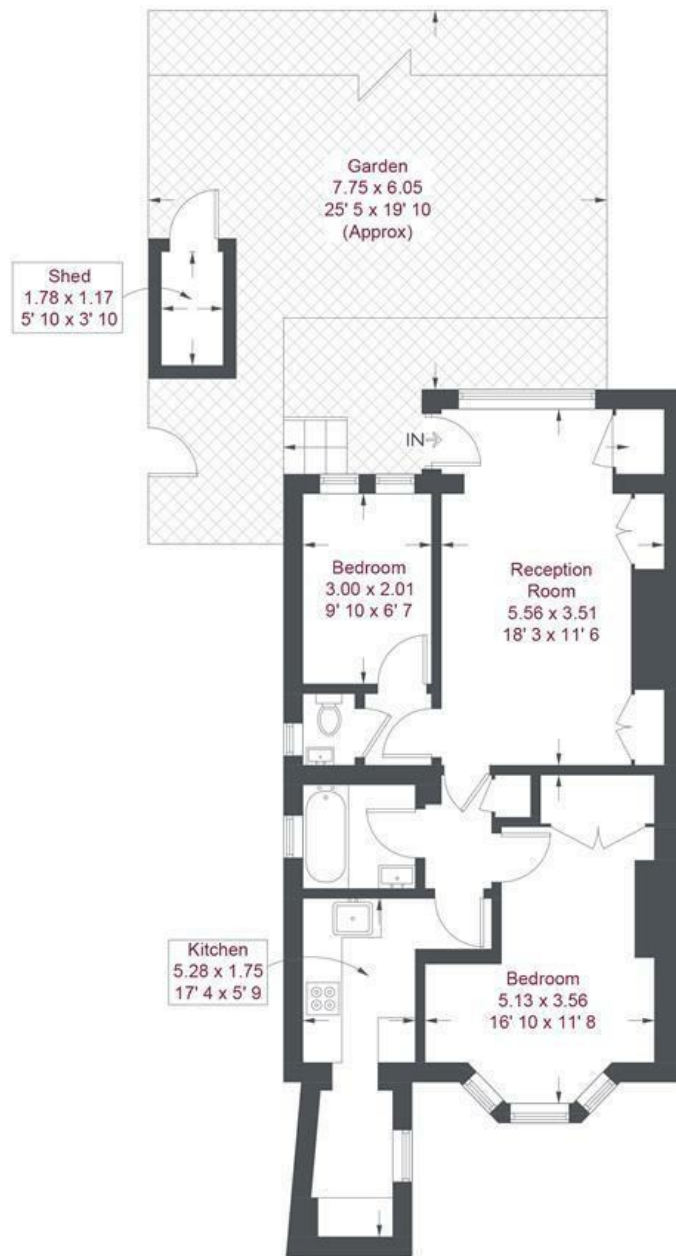 Garden
7.75 x 6.05
25' 5 x 19' 10
(Approx)
Shed
1.78 x 1.17
5' 10 x 3' 10
IN
Bedroom
3.00 x 2.01
9' 10 x 6' 7
Reception
Room
5.56 x 3.51
18' 3 x 11' 6
Kitchen
5.28 x 1.75
17' 4 x 5' 9
Bedroom
5.13 x 3.56
16' 10 x 11' 8